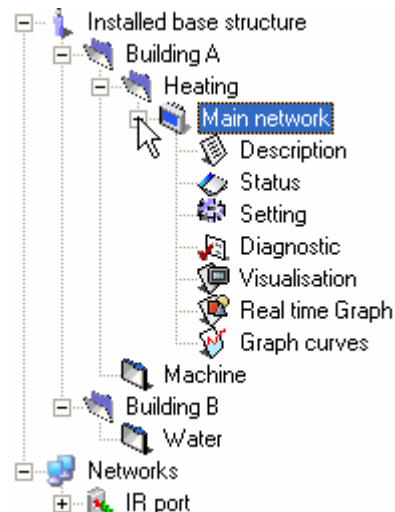 Installed base structure
Building A
Heating
Main network
Description
Status
Setting
Diagnostic
Visualisation
Real time Graph
Graph curves
Machine
Building B
Water
Networks
IR port